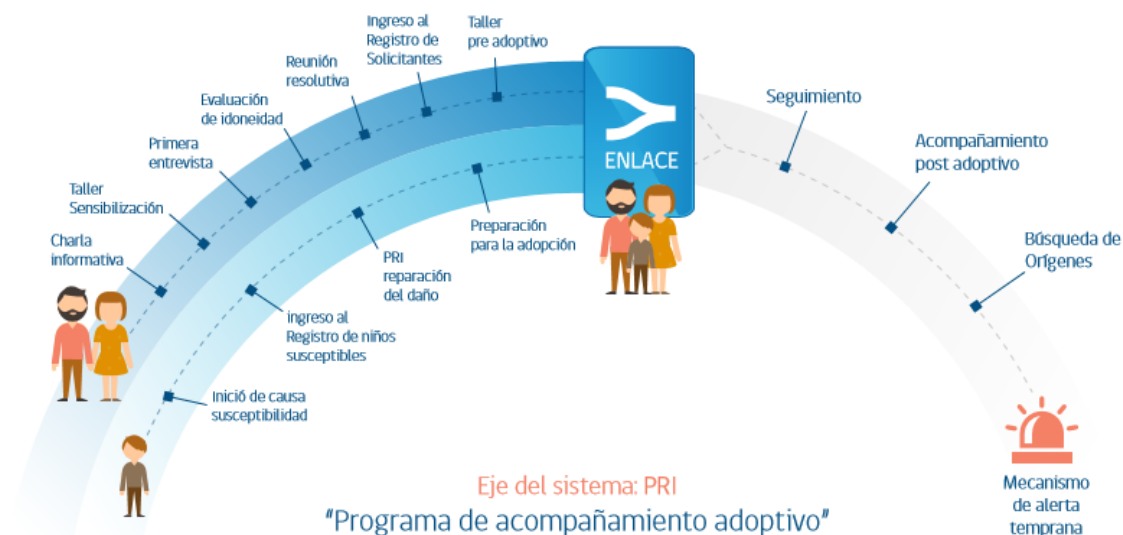 Charla
informativa
Taller
Sensibilización
Primera
entrevista
Evaluación
de idoneidad
Reunión
resolutiva
Ingreso al
Registro de
Solicitantes
Taller
pre adoptivo
Inició de causa
susceptibilidad
ingreso al
Registro de niños
susceptibles
PRI
reparación
del daño
Preparación
para la adopción
ENLACE
Seguimiento
Acompañamiento
post adoptivo
Búsqueda de
Orígenes
Mecanismo
de alerta
temprana
Eje del sistema: PRI
"Programa de acompañamiento adoptivo"